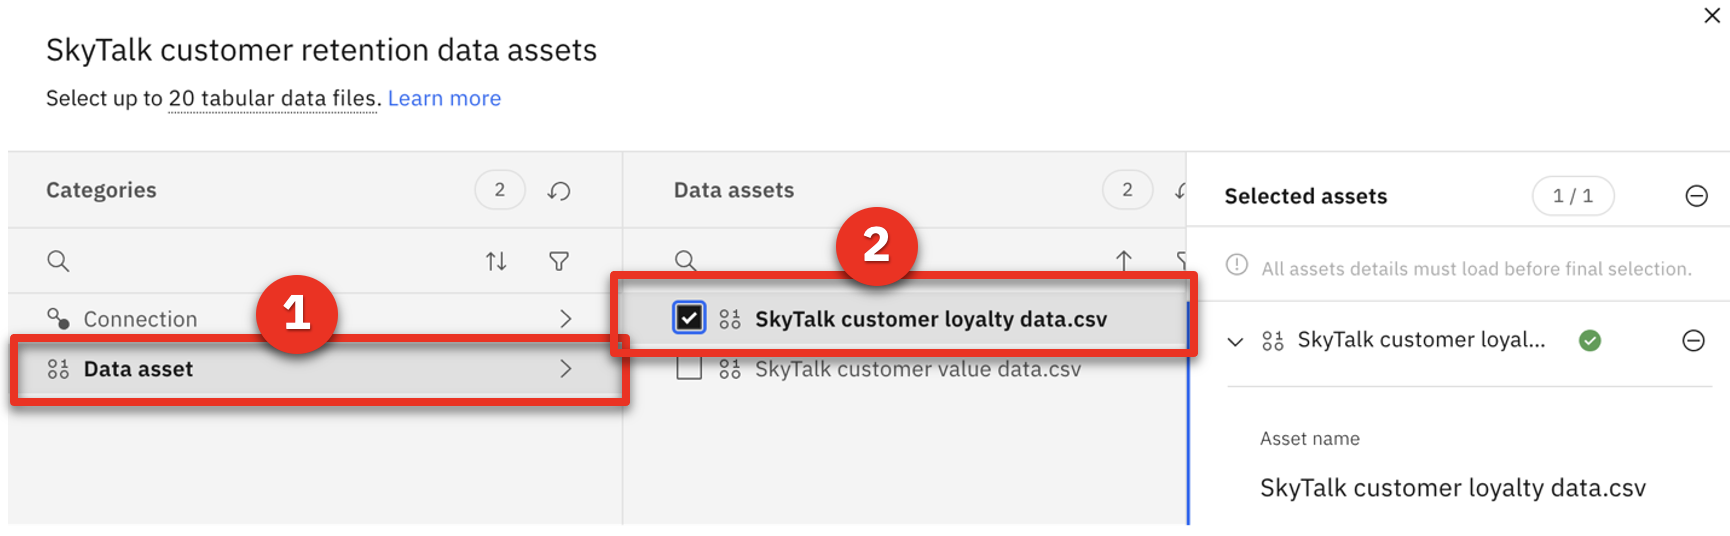 SkyTalk customer retention data assets
Select up to 20 tabular data files. Learn more
Categories
2
Connection
Data asset
1
Data assets
2
2
SkyTalk customer loyalty data.csv
SkyTalk customer value data.csv
Selected assets
1 / 1
All assets details must load before final selection.
SkyTalk customer loyal...
Asset name
SkyTalk customer loyalty data.csv